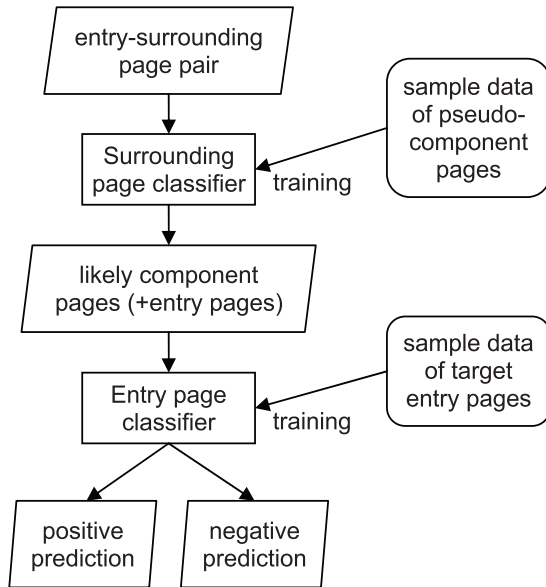 entry-surrounding
page pair
sample data
of pseudo-
component
pages
Surrounding
page classifier
training
likely component
pages (+entry pages)
sample data
of target
entry pages
Entry page
classifier
training
positive
prediction
negative
prediction